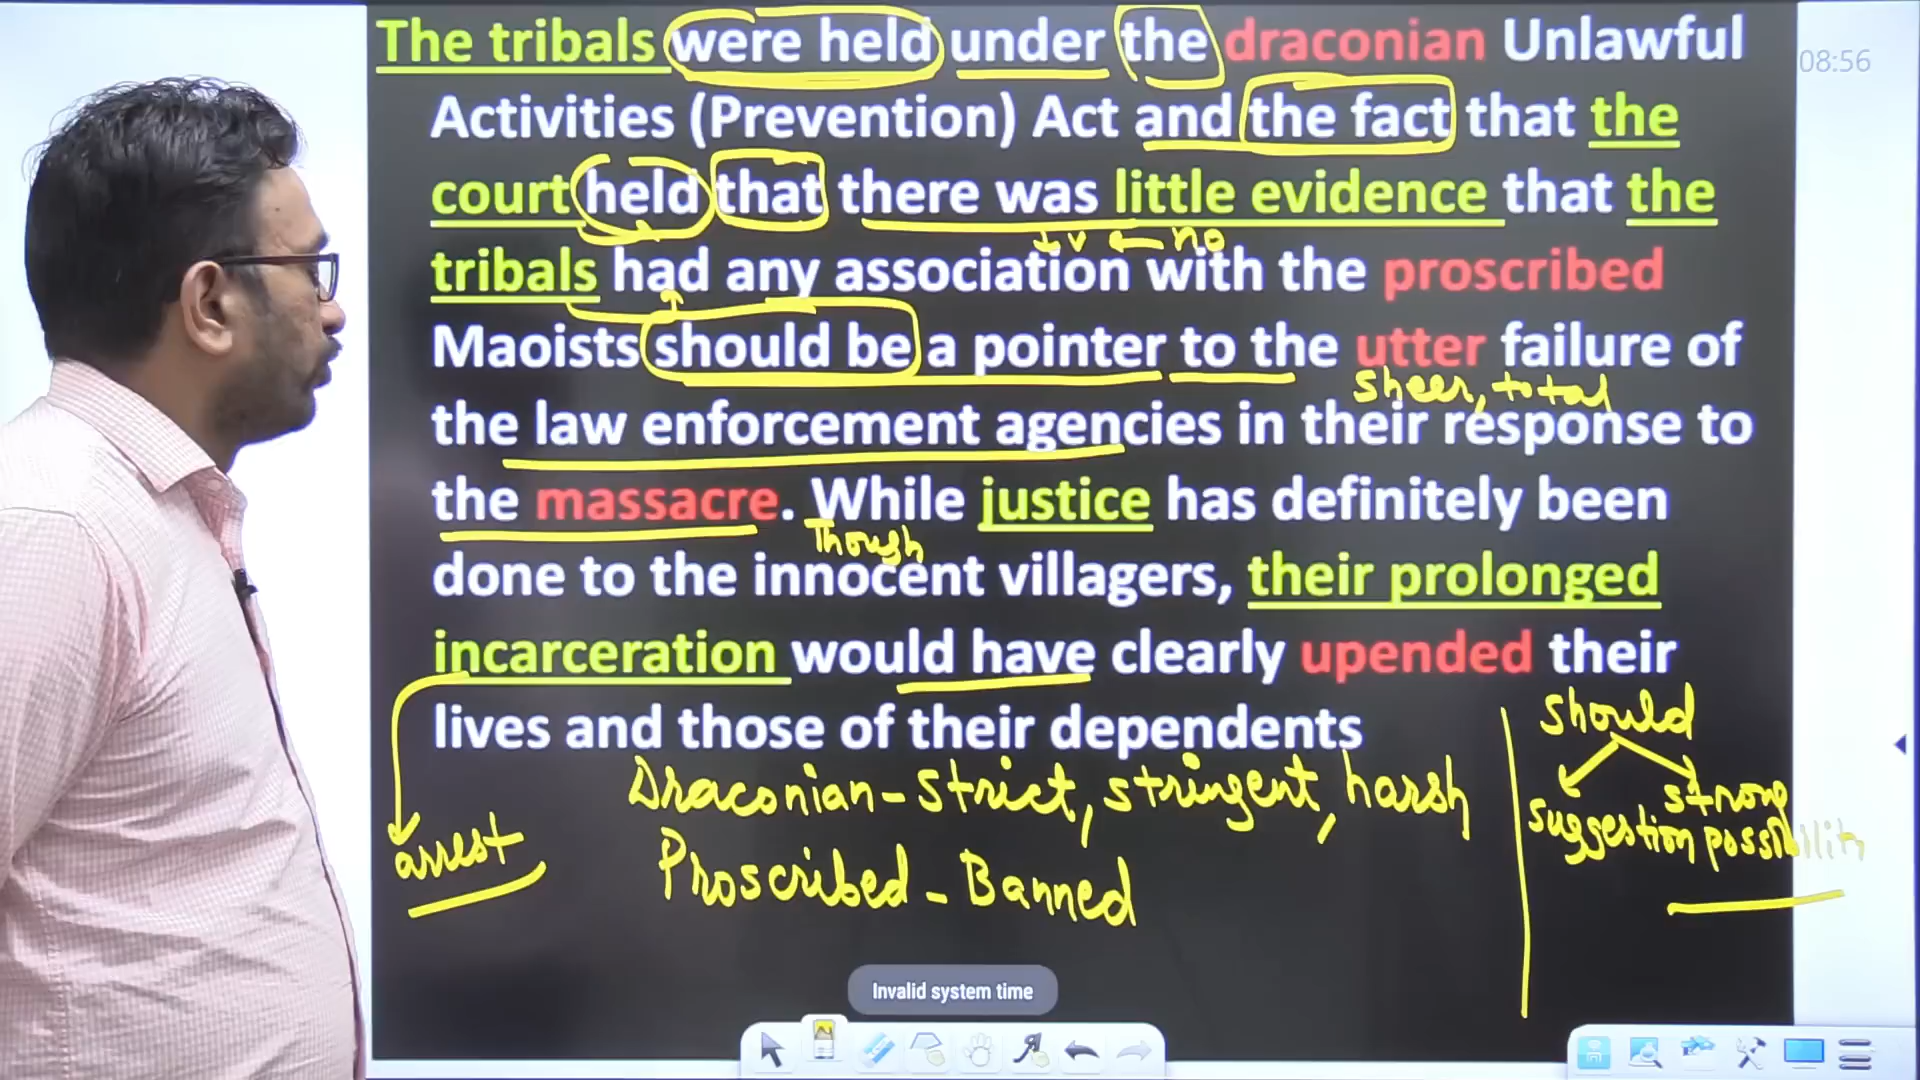 The tribals were held under the draconian Unlawful
08:56
Activities (Prevention) Act and the fact that the
court held that there was little evidence that the
↓ v ← no
tribals had any association with the proscribed
Maoists should be a pointer to the utter failure of
sheer, total
the law enforcement agencies in their response to
the massacre. While justice has definitely been
Though
done to the innocent villagers, their prolonged
incarceration would have clearly upended their
lives and those of their dependents
arrest
Draconian - strict, stringent, harsh
Proscribed - Banned
should
suggestion
strong
possibility
Invalid system time